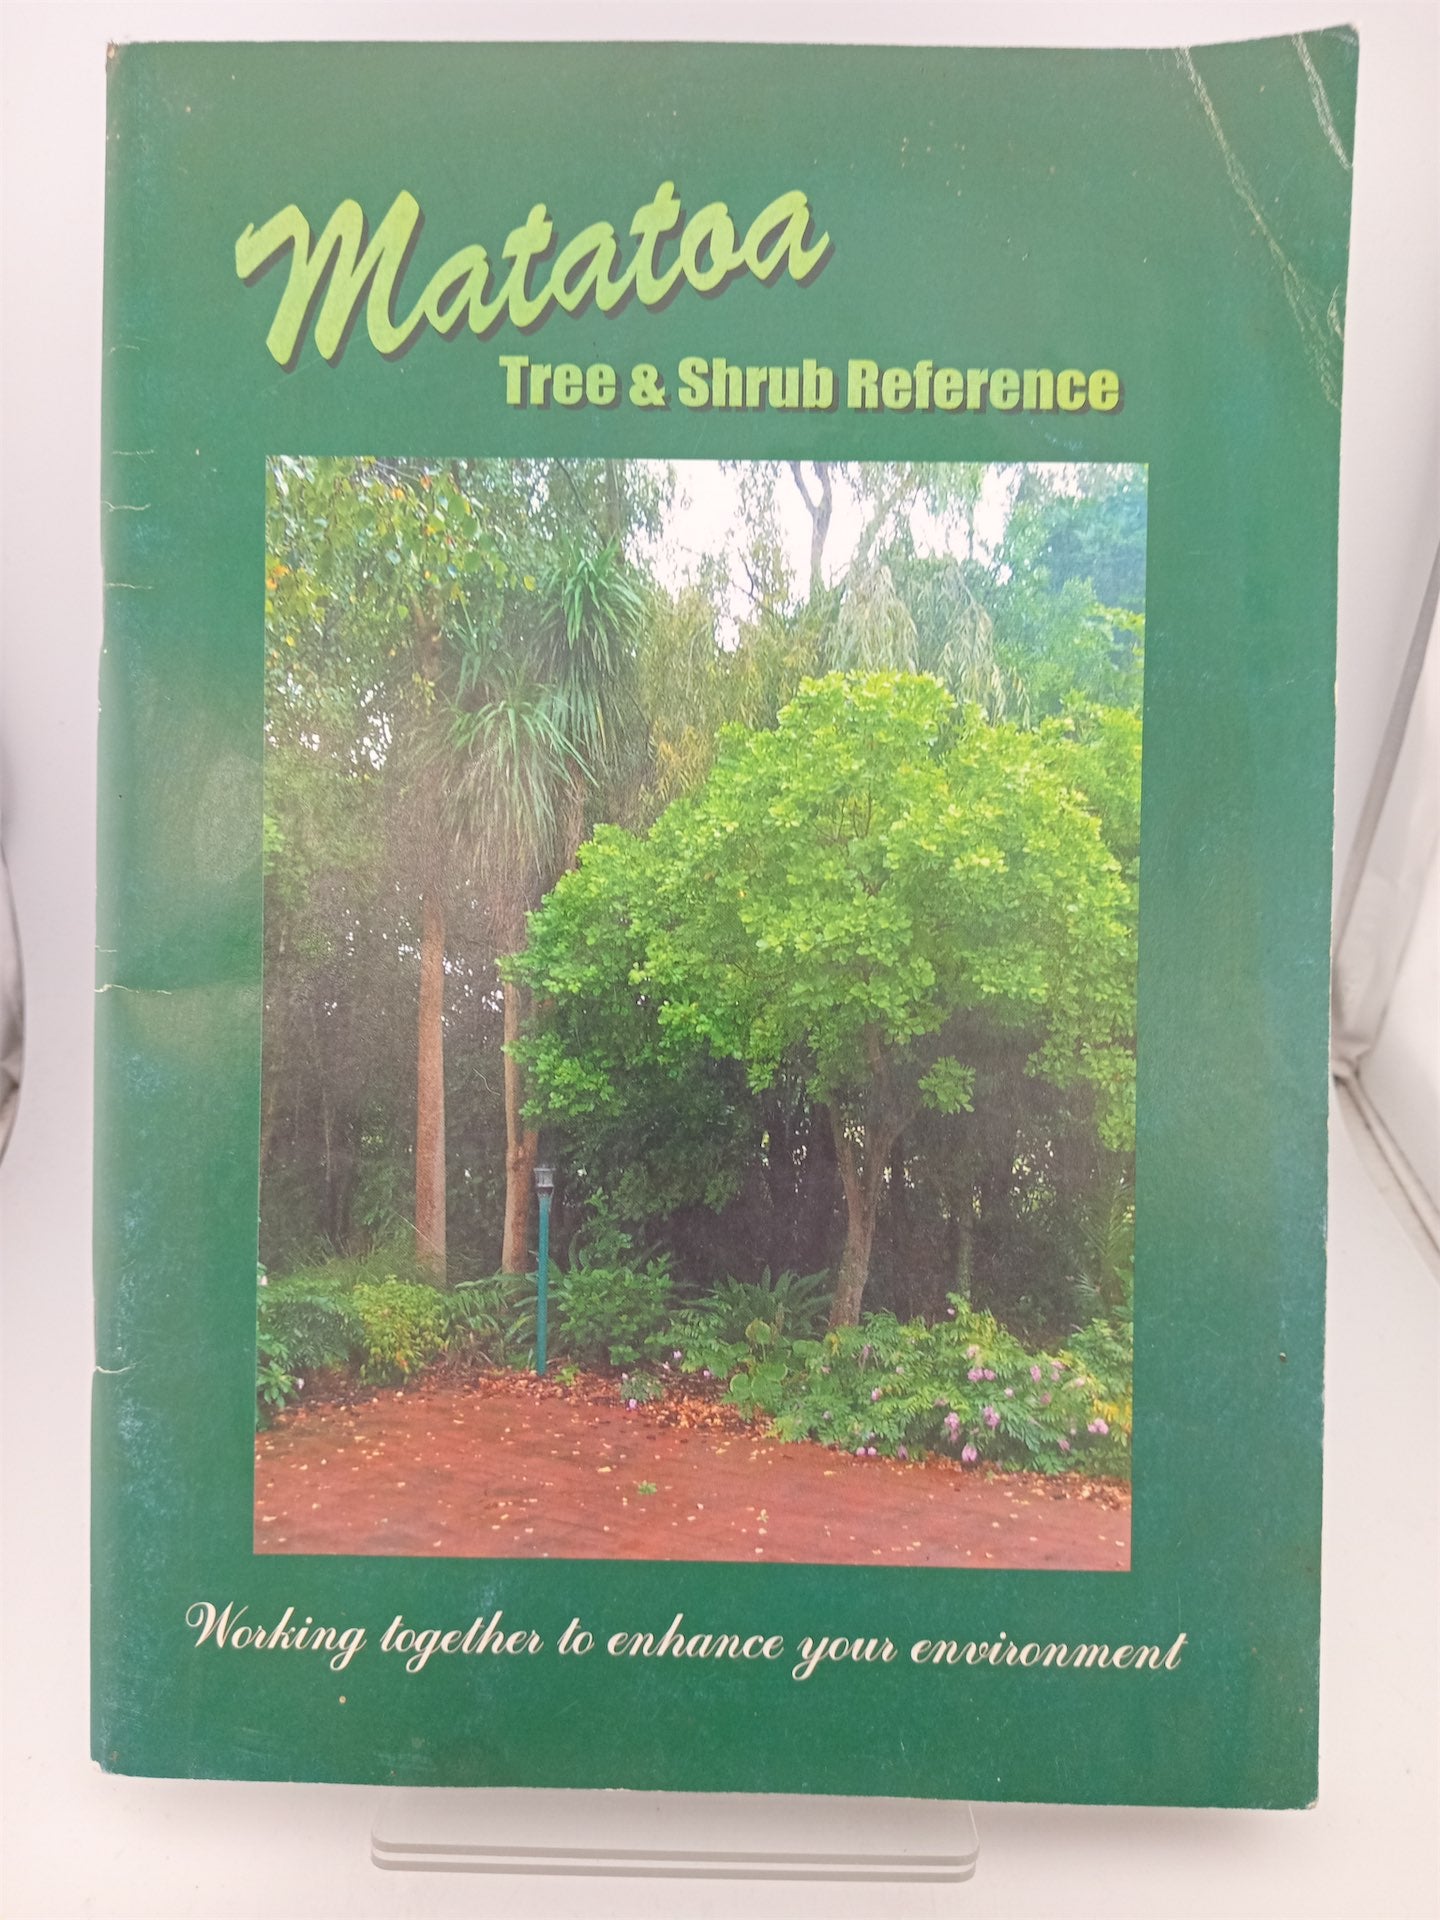 Matatoa
Tree & Shrub Reference
Working together to enhance your environment